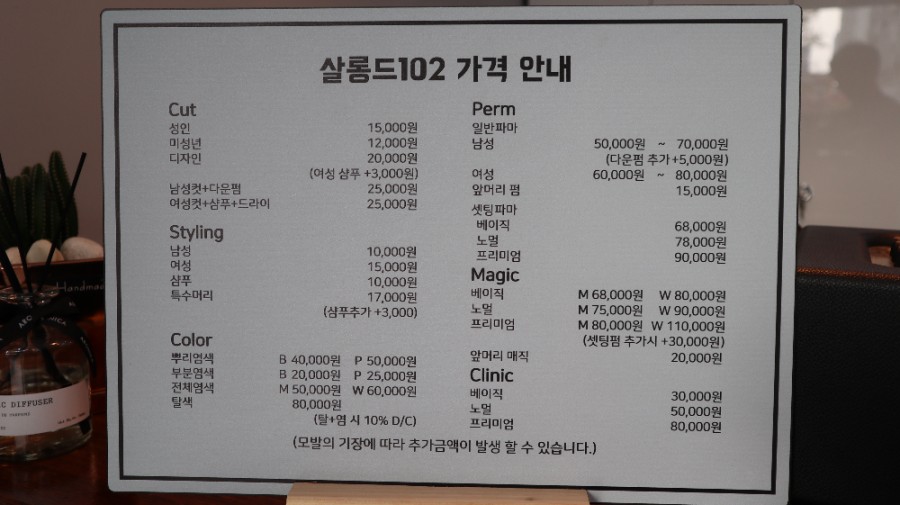 살롱드102 가격 안내
Cut
성인 15,000원
미성년 12,000원
디자인 20,000원
(여성 샴푸 +3,000원)
남성컷+다운펌 25,000원
여성컷+샴푸+드라이 25,000원
Styling
남성 10,000원
여성 15,000원
샴푸 10,000원
특수머리 17,000원
(샴푸추가 +3,000)
Color
뿌리염색 B 40,000원 P 50,000원
부분염색 B 20,000원 P 25,000원
전체염색 M 50,000원 W 60,000원
탈색 80,000원
(탈+염 시 10% D/C)
Perm
일반파마
남성 50,000원 ~ 70,000원
(다운펌 추가 +5,000원)
여성 60,000원 ~ 80,000원
앞머리 펌 15,000원
셋팅파마
베이직 68,000원
노멀 78,000원
프리미엄 90,000원
Magic
베이직 M 68,000원 W 80,000원
노멀 M 75,000원 W 90,000원
프리미엄 M 80,000원 W 110,000원
(셋팅펌 추가시 +30,000원)
앞머리 매직 20,000원
Clinic
베이직 30,000원
노멀 50,000원
프리미엄 80,000원
(모발의 기장에 따라 추가금액이 발생 할 수 있습니다.)
Handmad
DIFFUSER